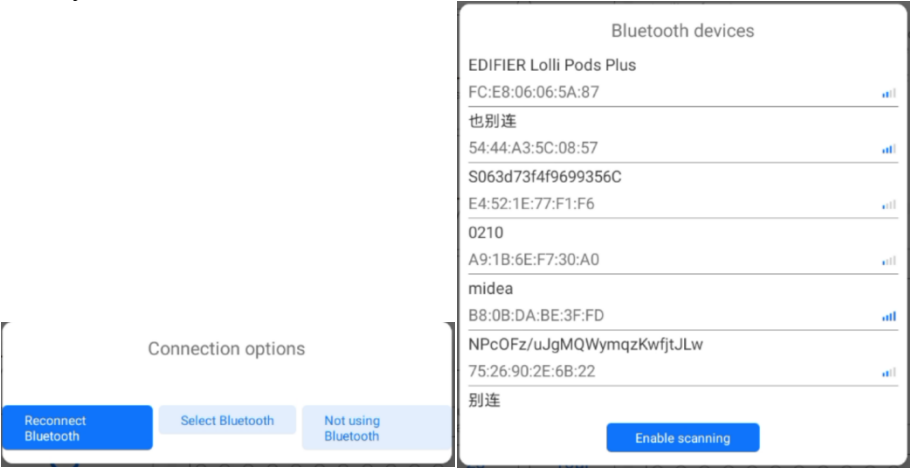 Connection options
Reconnect
Bluetooth
Select Bluetooth
Not using
Bluetooth
Bluetooth devices
EDIFIER Lolli Pods Plus
FC:E8:06:06:5A:87
也别连
54:44:A3:5C:08:57
S063d73f4f9699356C
E4:52:1E:77:F1:F6
0210
A9:1B:6E:F7:30:A0
midea
B8:0B:DA:BE:3F:FD
NPcOFz/uJgMQWymqzKwfjtJLw
75:26:90:2E:6B:22
别连
Enable scanning